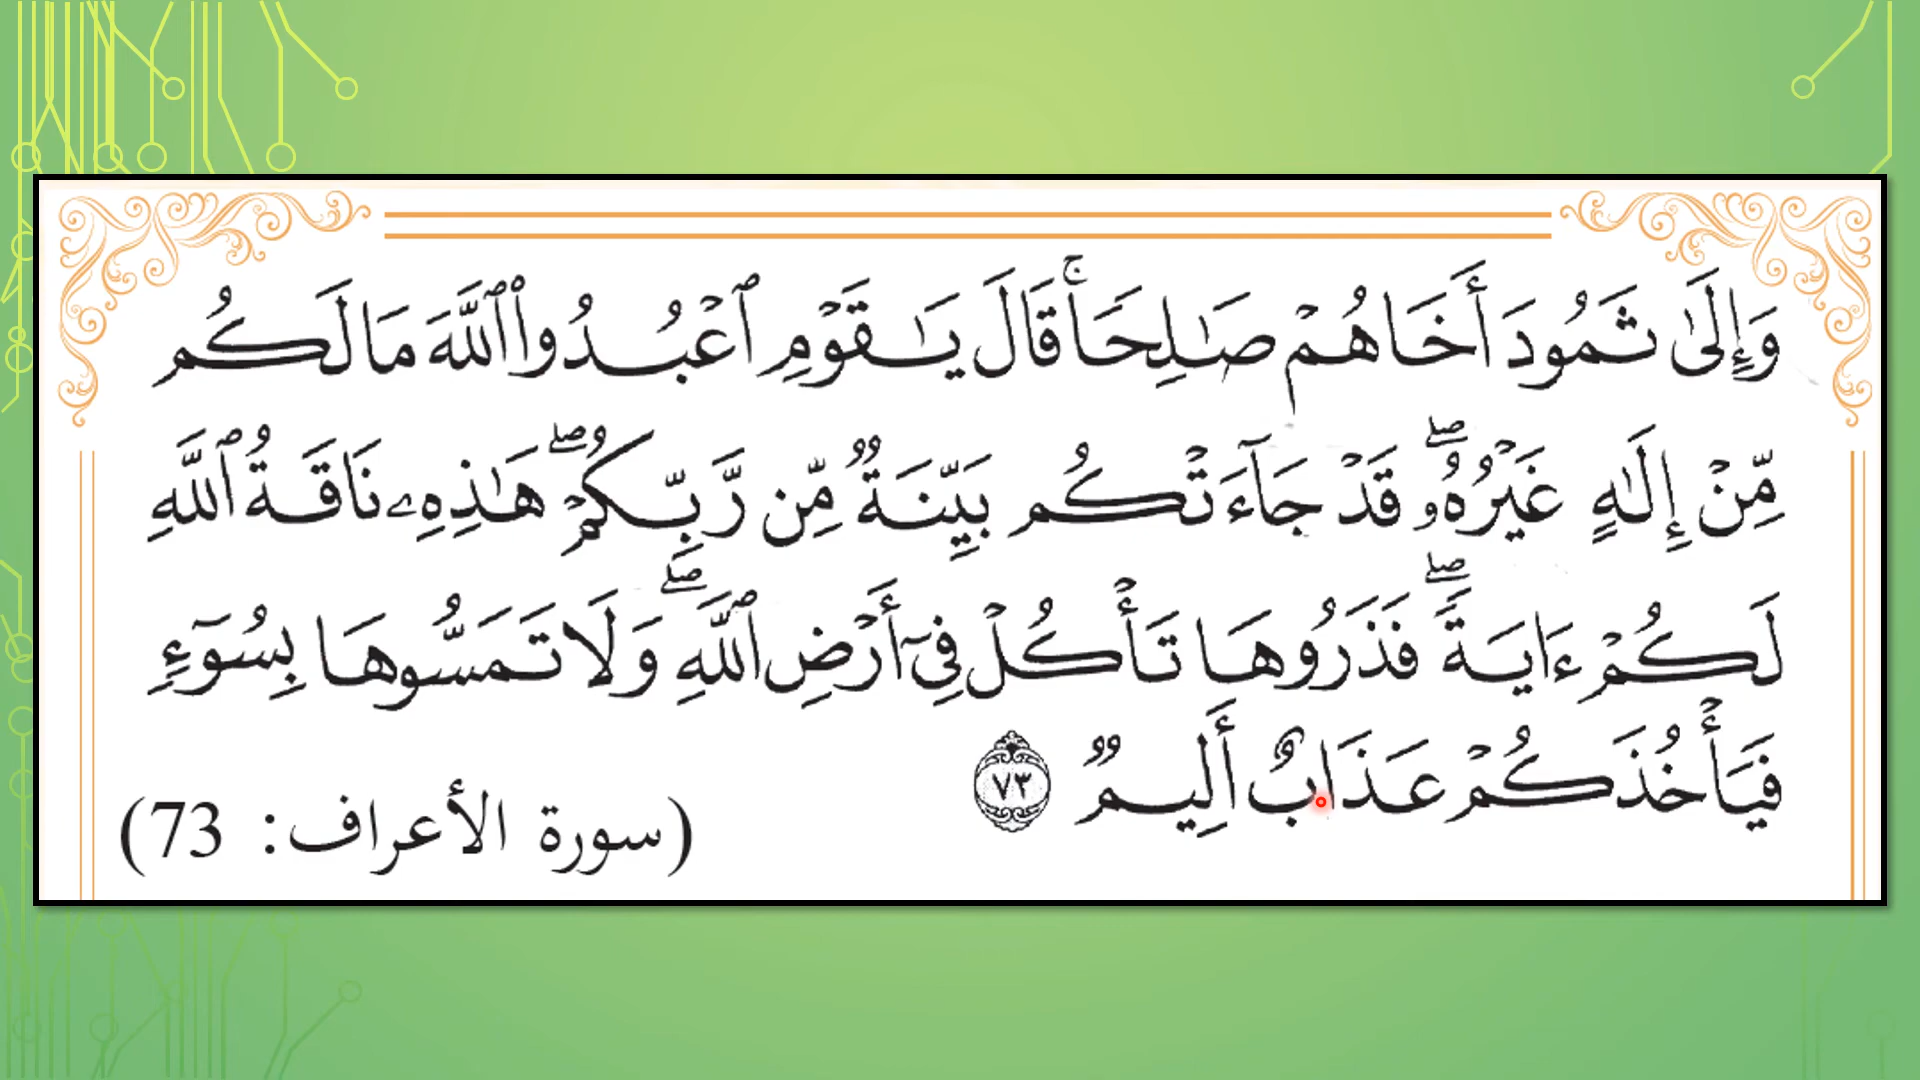 وَإِلَىٰ ثَمُودَ أَخَاهُمْ صَـٰلِحًاۚ قَالَ يَـٰقَوْمِ ٱعْبُدُوا۟ ٱللَّهَ مَا لَكُم
مِّنْ إِلَـٰهٍ غَيْرُهُۥۖ قَدْ جَآءَتْكُم بَيِّنَةٌ مِّن رَّبِّكُمْۖ هَـٰذِهِۦ نَاقَةُ ٱللَّهِ
لَكُمْ ءَايَةًۖ فَذَرُوهَا تَأْكُلْ فِىٓ أَرْضِ ٱللَّهِۖ وَلَا تَمَسُّوهَا بِسُوٓءٍ
فَيَأْخُذَكُمْ عَذَابٌ أَلِيمٌ ٧٣
(سورة الأعراف: 73)